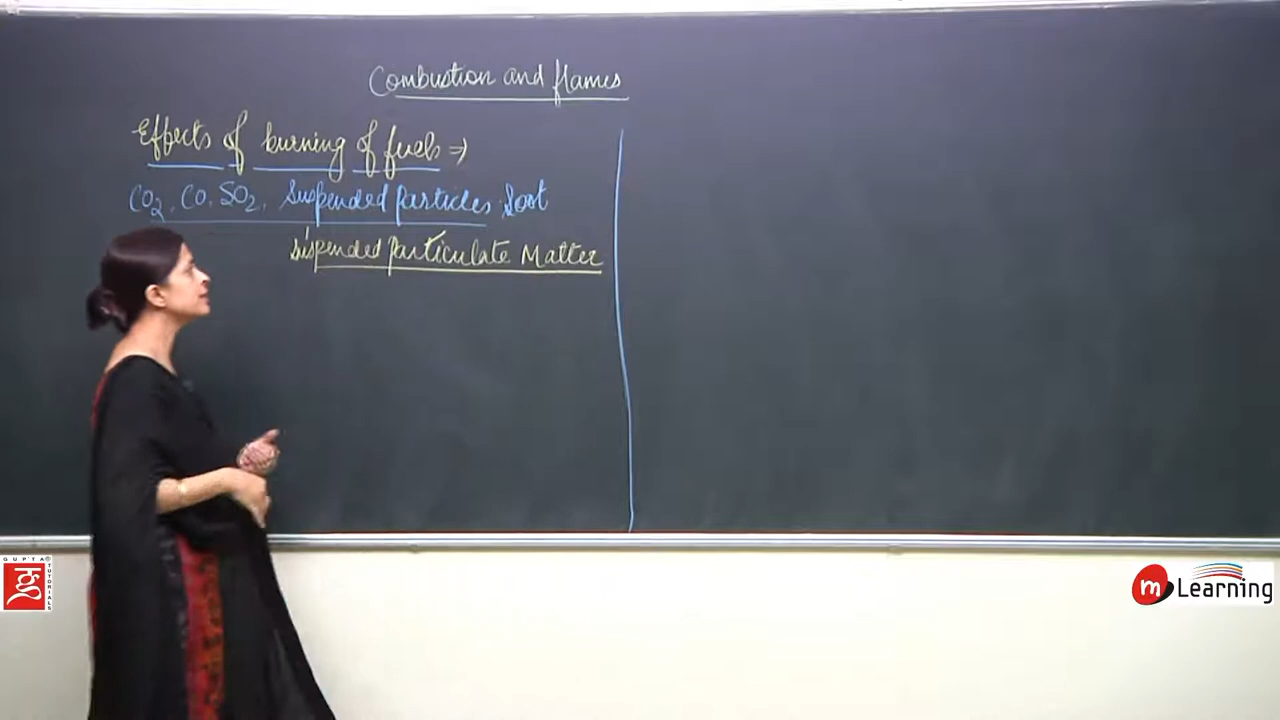 Combustion and flames
Effects of burning of fuels ⇒
CO2, CO, SO2, Suspended Particles Soot
Suspended Particulate Matter
GUPTA
TUTORIALS
m Learning